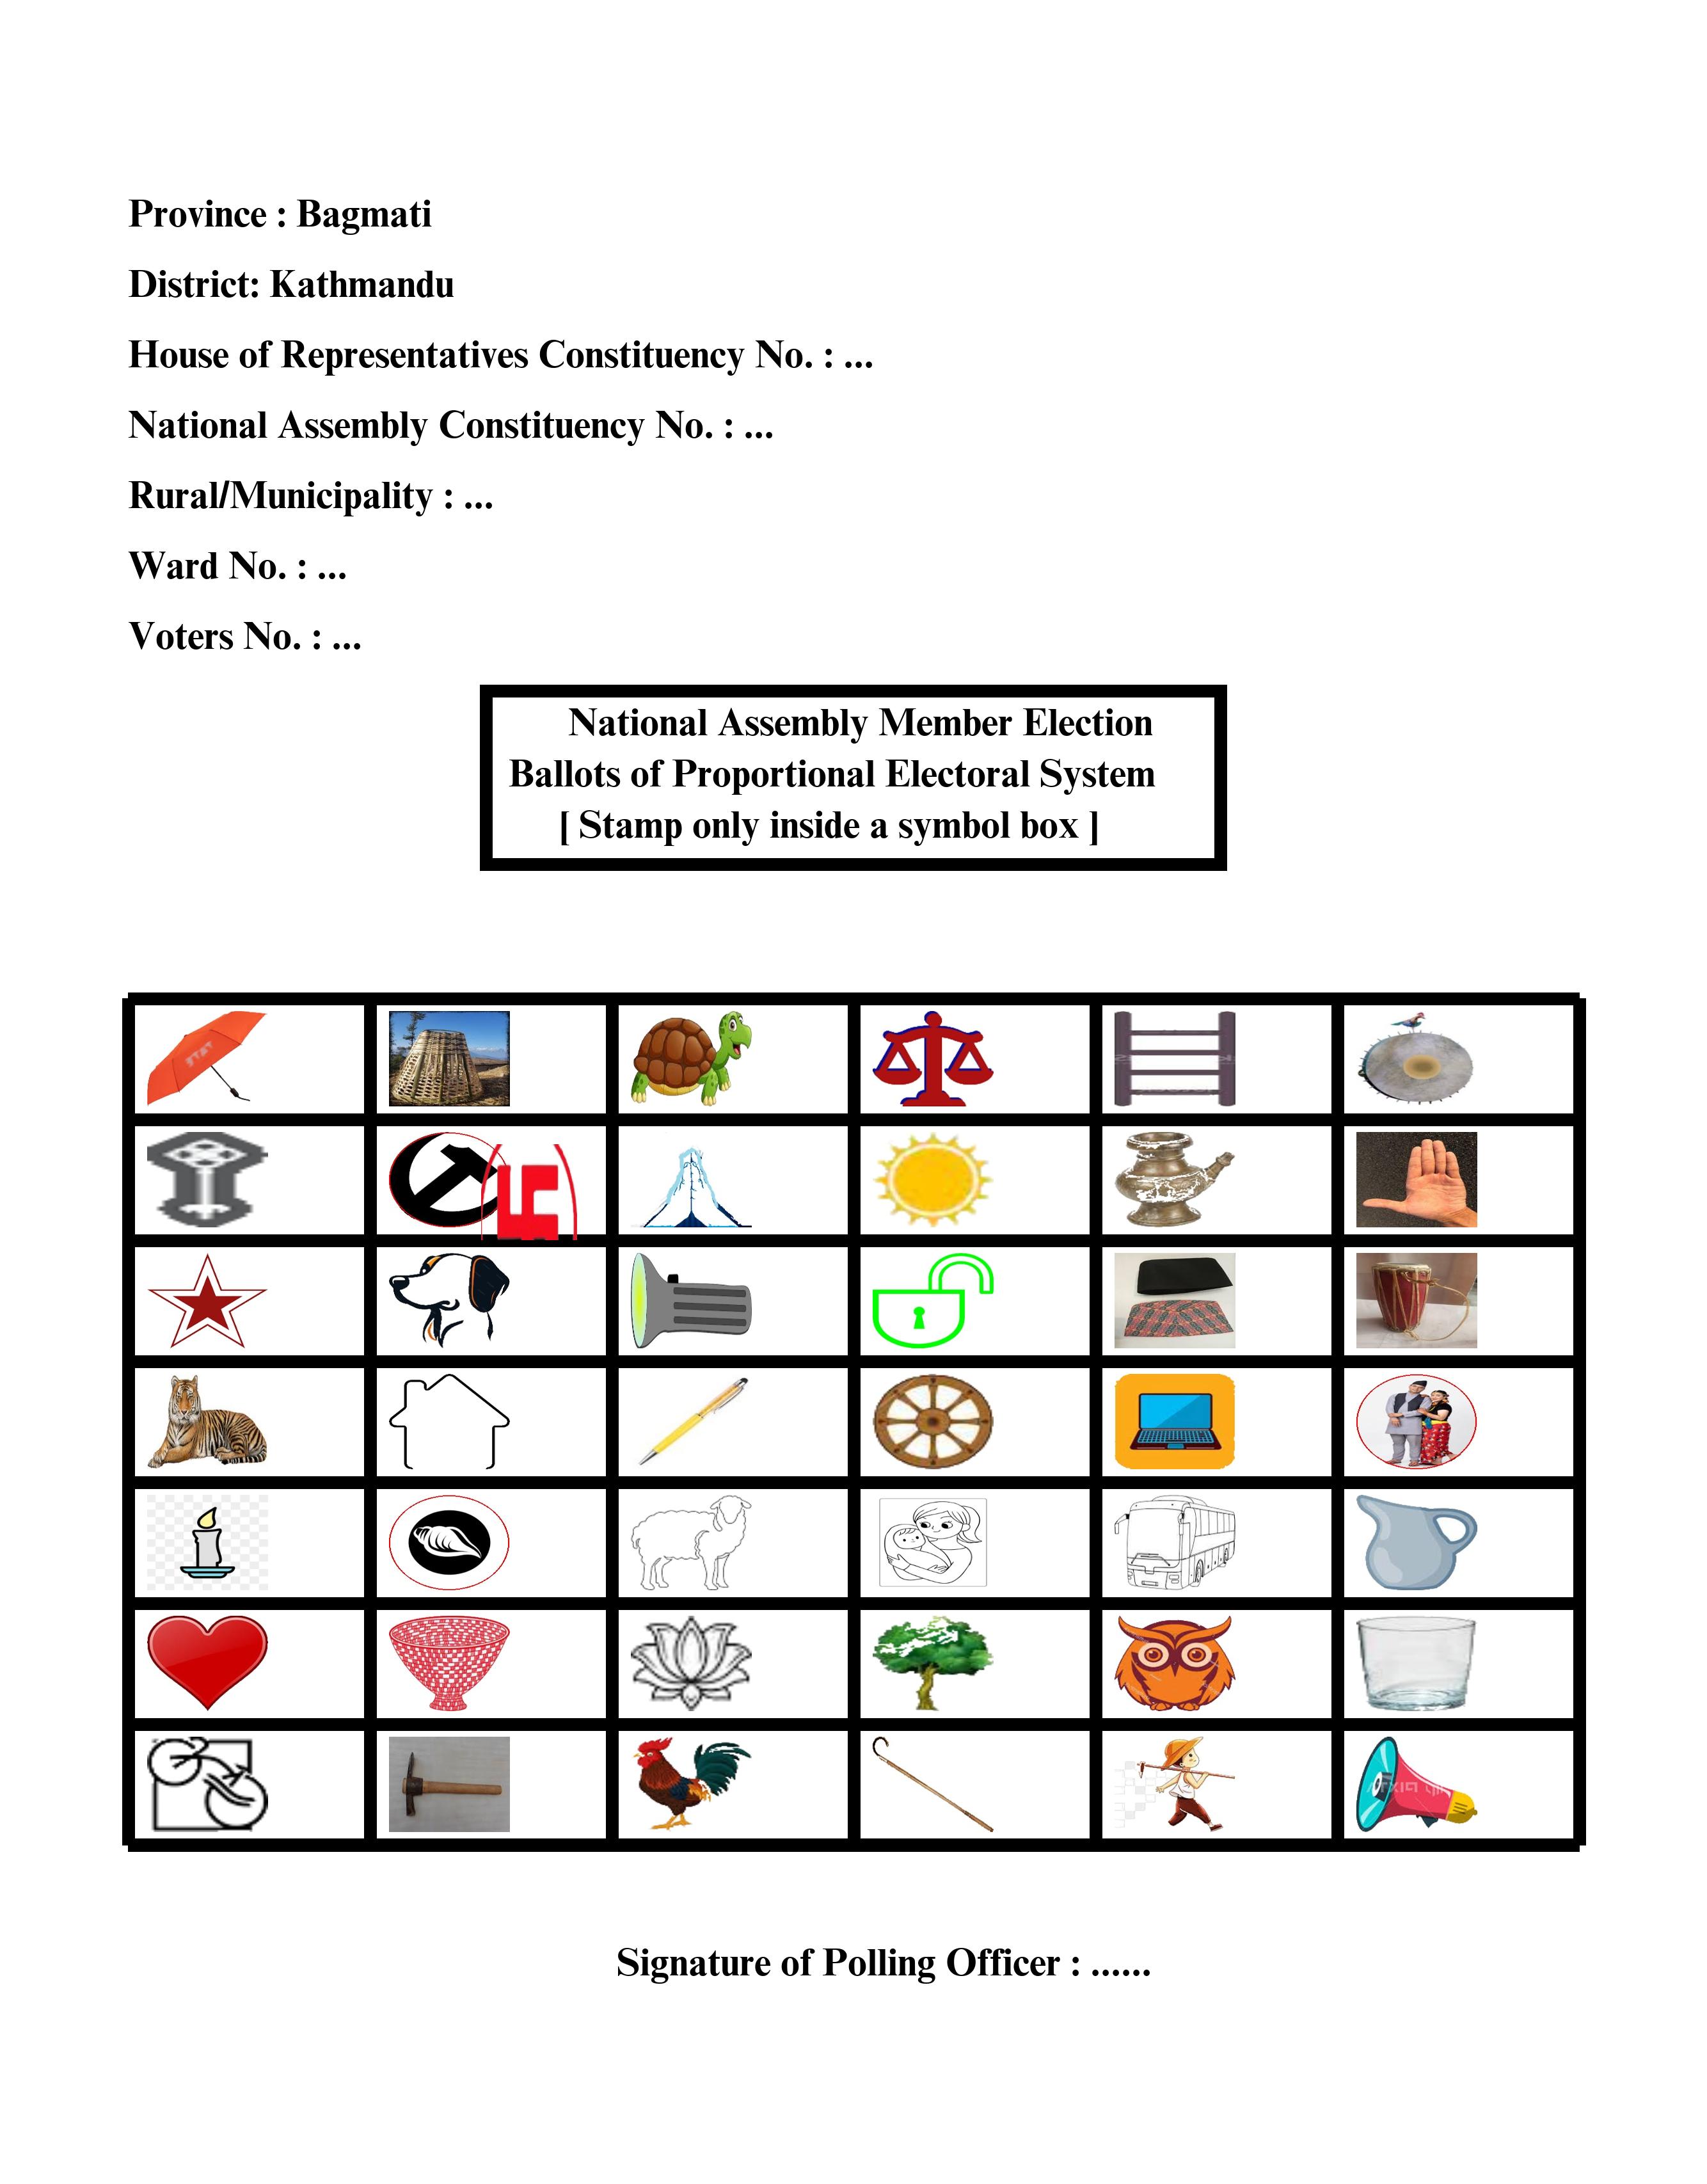 Province : Bagmati
District: Kathmandu
House of Representatives Constituency No. : ...
National Assembly Constituency No. : ...
Rural/Municipality : ...
Ward No. : ...
Voters No. : ...
National Assembly Member Election
Ballots of Proportional Electoral System
[ Stamp only inside a symbol box ]
Signature of Polling Officer : ......